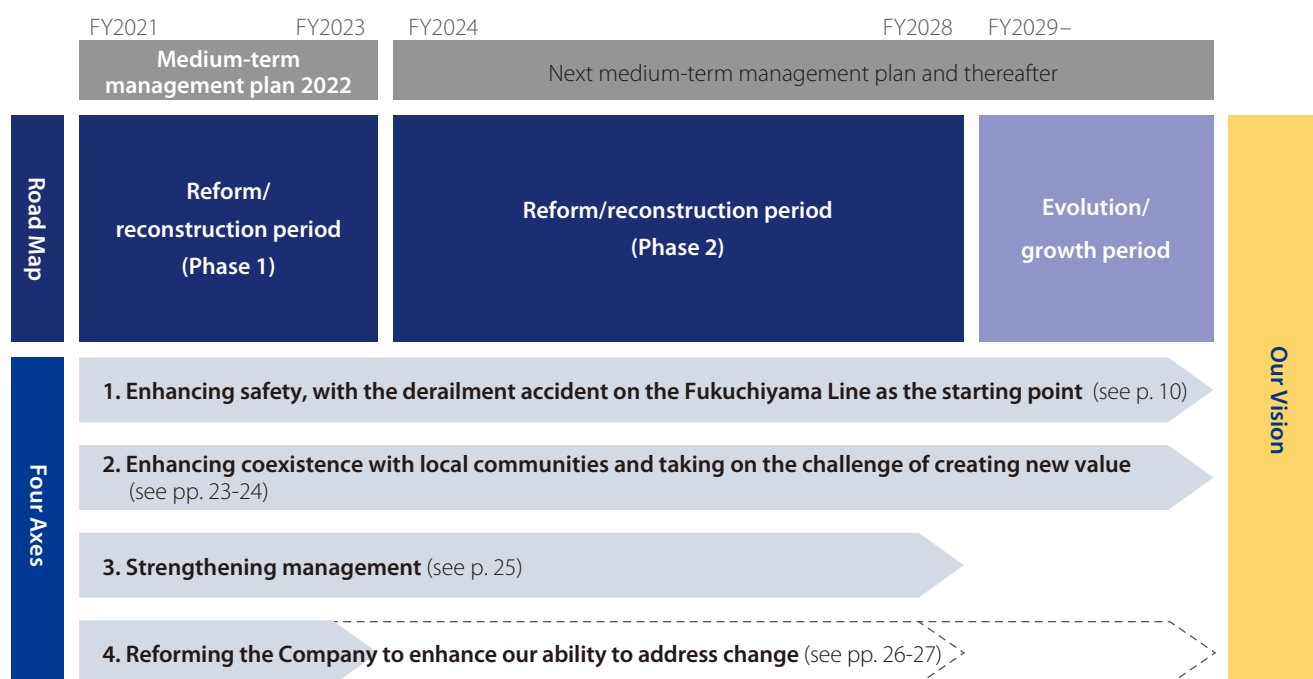 FY2021
FY2023
FY2024
FY2028
FY2029–
Medium-term
management plan 2022
Next medium-term management plan and thereafter
Road Map
Reform/
reconstruction period
(Phase 1)
Reform/reconstruction period
(Phase 2)
Evolution/
growth period
Four Axes
1. Enhancing safety, with the derailment accident on the Fukuchiyama Line as the starting point (see p. 10)
2. Enhancing coexistence with local communities and taking on the challenge of creating new value
(see pp. 23-24)
3. Strengthening management (see p. 25)
4. Reforming the Company to enhance our ability to address change (see pp. 26-27)
Our Vision